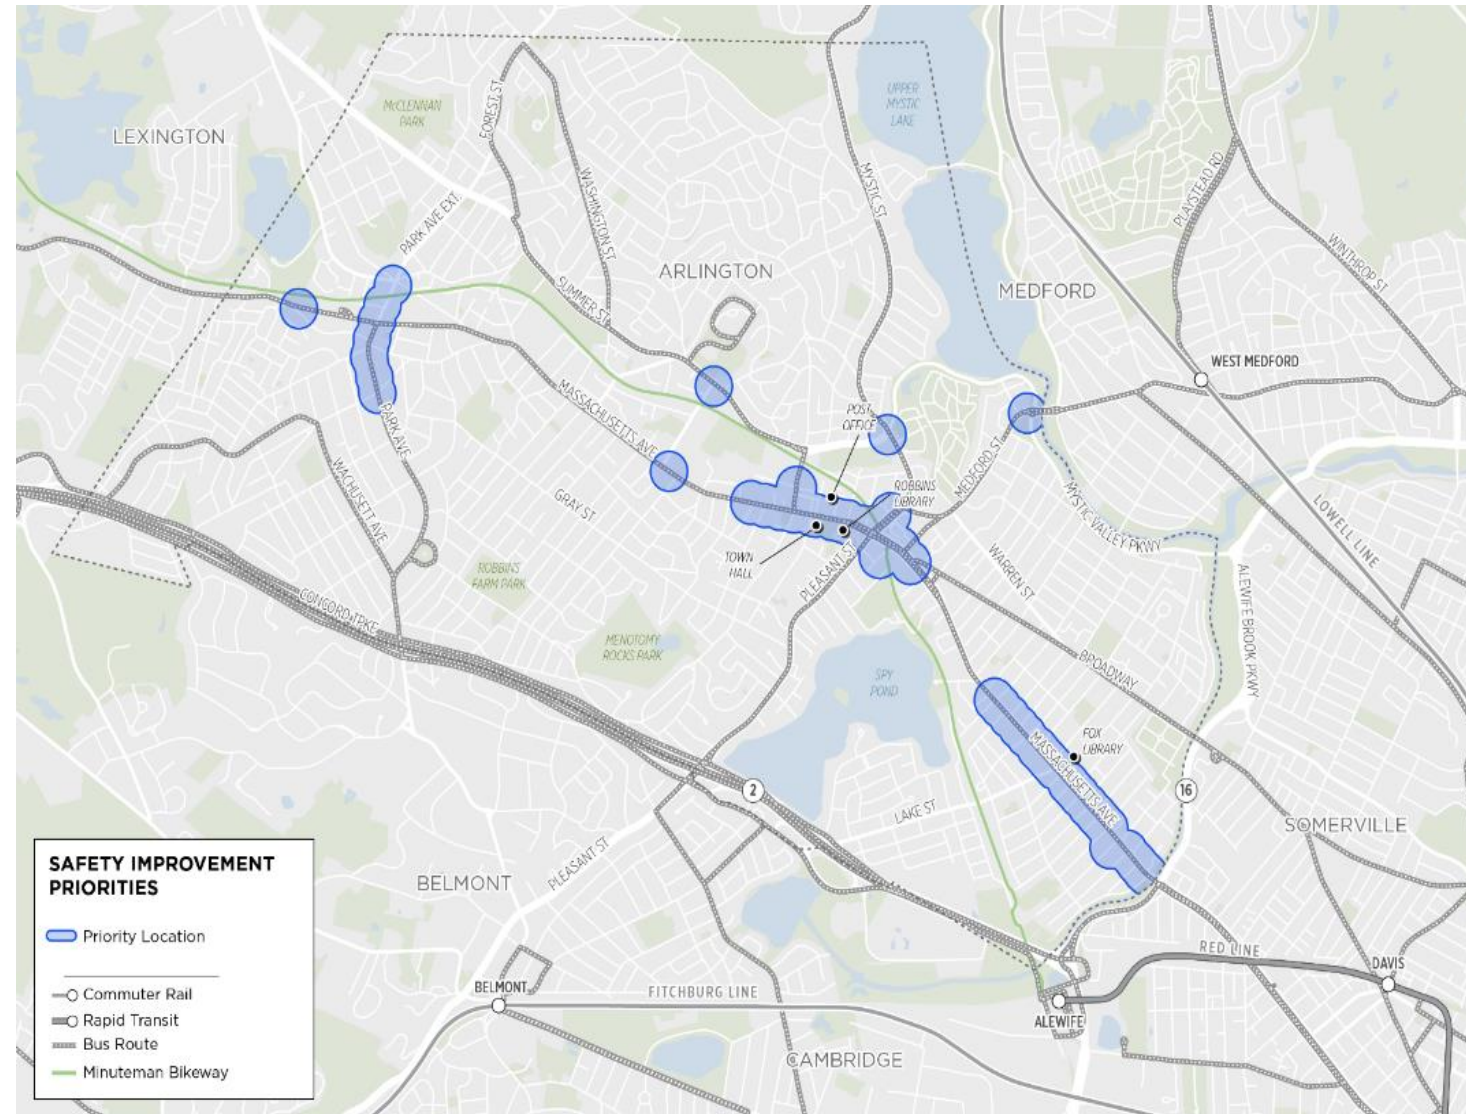 UPPER
MYSTIC
LAKE
McCLENNAN
PARK
FOREST ST
LEXINGTON
WASHINGTON ST
MYSTIC ST
PLAYSTEAD RD
PARK AVE EXT.
WINTHROP ST
ARLINGTON
MEDFORD
SUMMER ST
WEST MEDFORD
MASSACHUSETTS AVE
POST
OFFICE
PARK AVE
MEDFORD ST
ROBBINS
LIBRARY
WACHUSETT AVE
GRAY ST
MYSTIC VALLEY PKWY
LOWELL LINE
TOWN
HALL
PLEASANT ST
WARREN ST
ROBBINS
FARM PARK
CONCORD TPKE
ALEWIFE BROOK PKWY
MENOTOMY
ROCKS PARK
SPY
POND
BROADWAY
FOX
LIBRARY
MASSACHUSETTS AVE
2
16
LAKE ST
SOMERVILLE
PLEASANT ST
BELMONT
SAFETY IMPROVEMENT
PRIORITIES
Priority Location
Commuter Rail
Rapid Transit
Bus Route
Minuteman Bikeway
RED LINE
DAVIS
BELMONT
FITCHBURG LINE
ALEWIFE
CAMBRIDGE